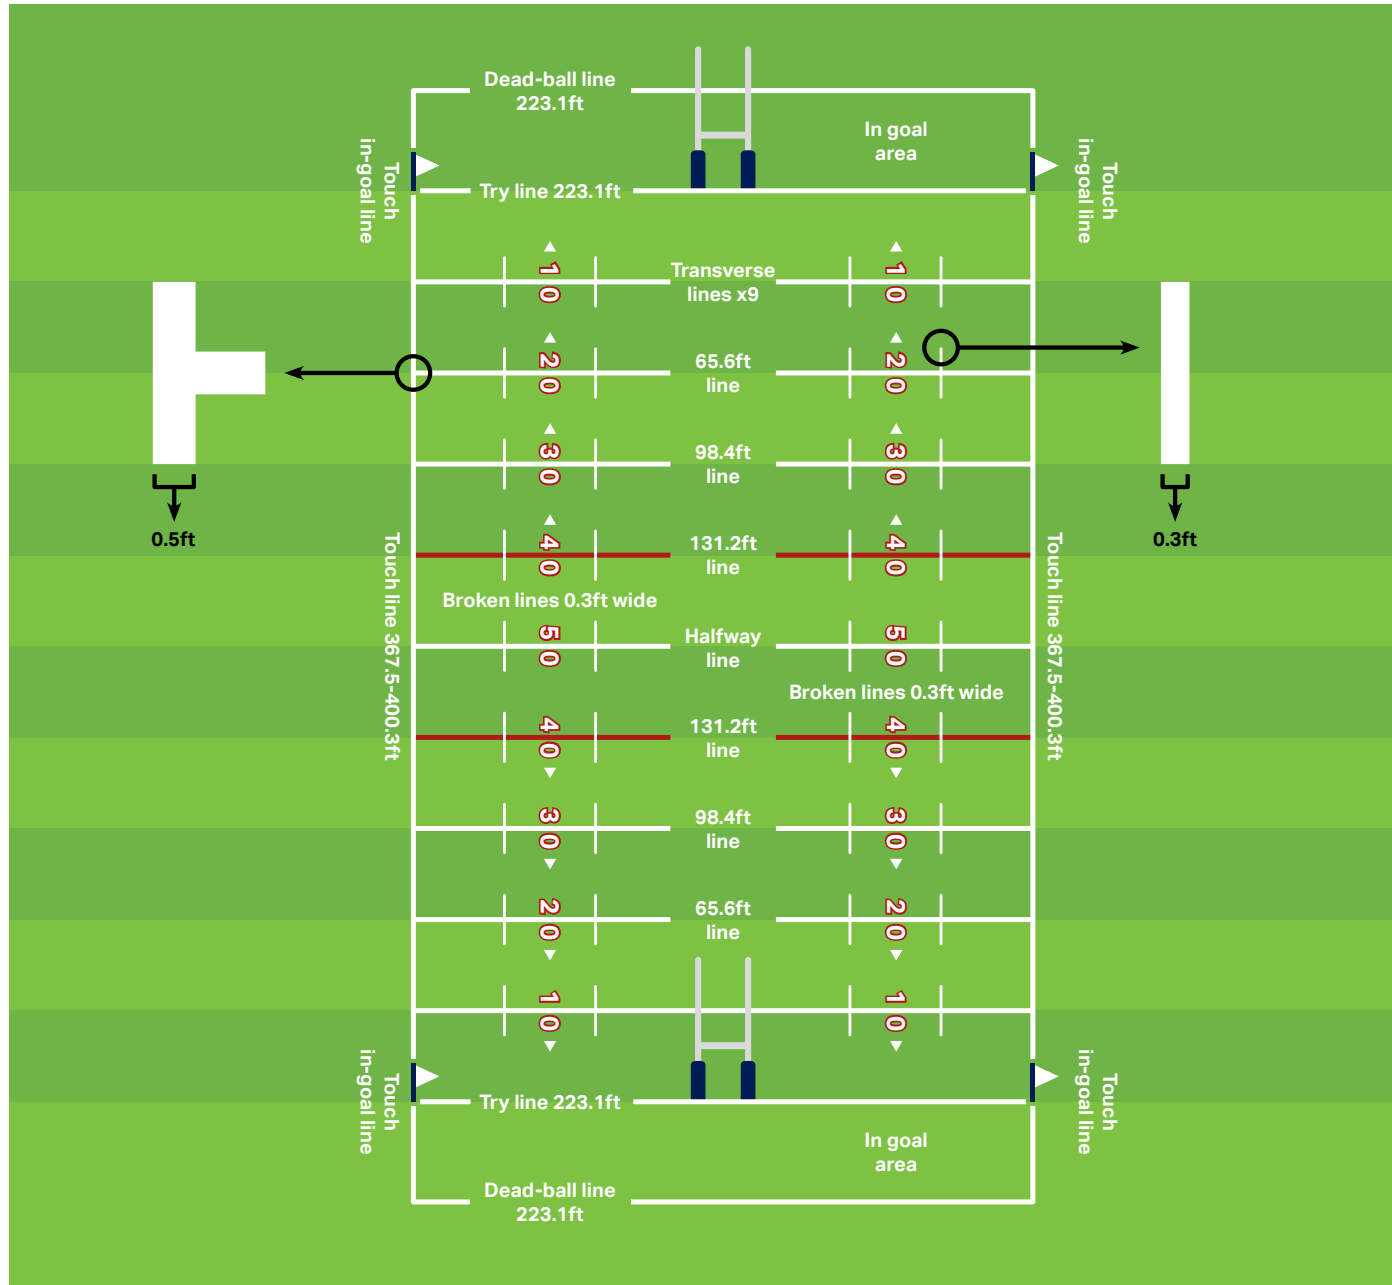 Dead-ball line
223.1ft
In goal
area
Touch
in-goal line
Touch
in-goal line
Try line 223.1ft
10
Transverse
lines x9
10
20
65.6ft
line
20
30
98.4ft
line
30
0.5ft
0.3ft
40
131.2ft
line
40
Touch line 367.5-400.3ft
Touch line 367.5-400.3ft
Broken lines 0.3ft wide
50
Halfway
line
50
Broken lines 0.3ft wide
40
131.2ft
line
40
30
98.4ft
line
30
20
65.6ft
line
20
10
10
Touch
in-goal line
Touch
in-goal line
Try line 223.1ft
In goal
area
Dead-ball line
223.1ft